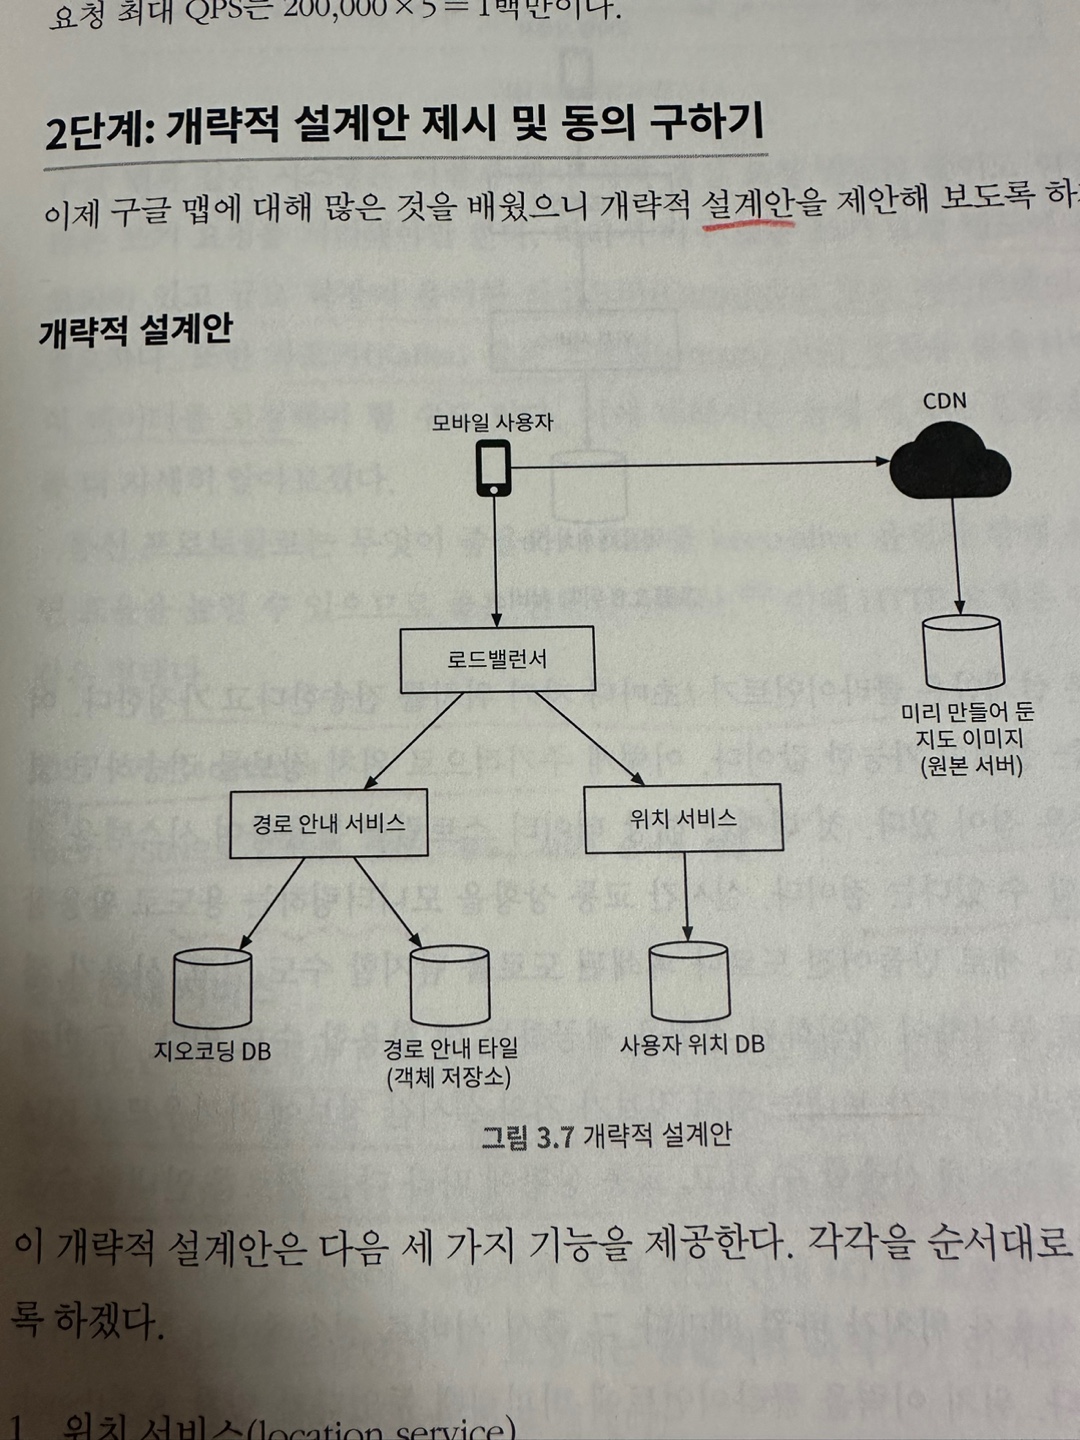 요청 최대 QPS는 200,000×5=1백만이다.
2단계: 개략적 설계안 제시 및 동의 구하기
이제 구글 맵에 대해 많은 것을 배웠으니 개략적 설계안을 제안해 보도록 하
개략적 설계안
모바일 사용자
CDN
로드밸런서
미리 만들어 둔
지도 이미지
(원본 서버)
경로 안내 서비스
위치 서비스
지오코딩 DB
경로 안내 타일
(객체 저장소)
사용자 위치 DB
그림 3.7 개략적 설계안
이 개략적 설계안은 다음 세 가지 기능을 제공한다. 각각을 순서대로
록 하겠다.
1. 위치 서비스(location service)